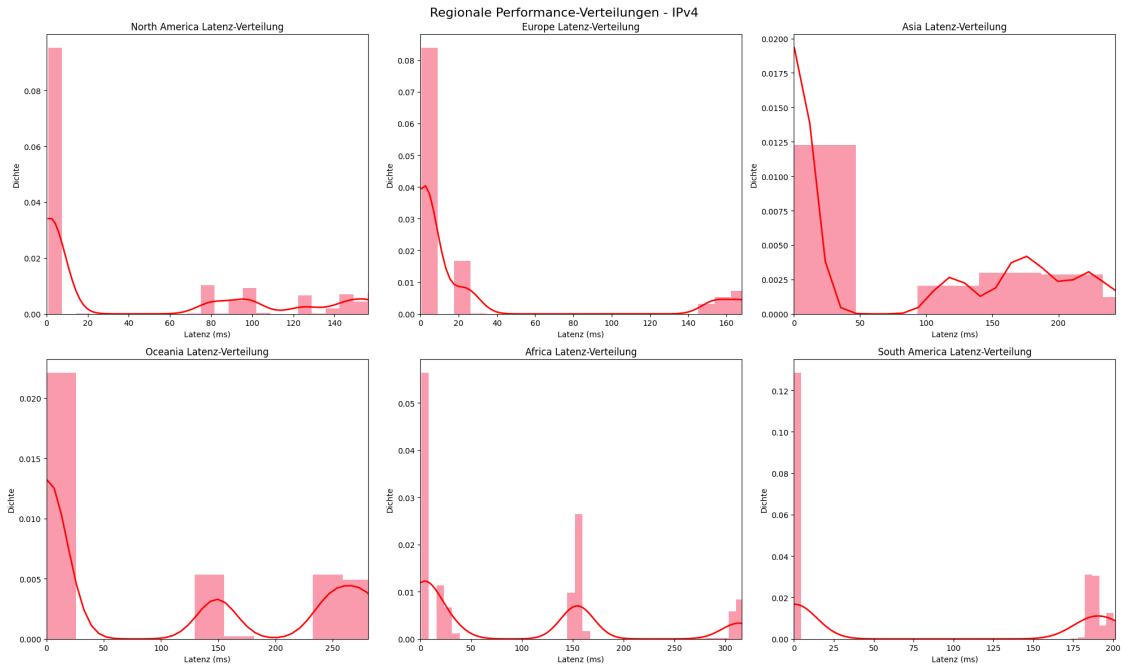 Regionale Performance-Verteilungen - IPv4
North America Latenz-Verteilung
Dichte
0.08
0.06
0.04
0.02
0.00
0 20 40 60 80 100 120 140
Latenz (ms)
Europe Latenz-Verteilung
Dichte
0.08
0.07
0.06
0.05
0.04
0.03
0.02
0.01
0.00
0 20 40 60 80 100 120 140 160
Latenz (ms)
Asia Latenz-Verteilung
Dichte
0.0200
0.0175
0.0150
0.0125
0.0100
0.0075
0.0050
0.0025
0.0000
0 50 100 150 200
Latenz (ms)
Oceania Latenz-Verteilung
Dichte
0.020
0.015
0.010
0.005
0.000
0 50 100 150 200 250
Latenz (ms)
Africa Latenz-Verteilung
Dichte
0.05
0.04
0.03
0.02
0.01
0.00
0 50 100 150 200 250 300
Latenz (ms)
South America Latenz-Verteilung
Dichte
0.12
0.10
0.08
0.06
0.04
0.02
0.00
0 25 50 75 100 125 150 175 200
Latenz (ms)